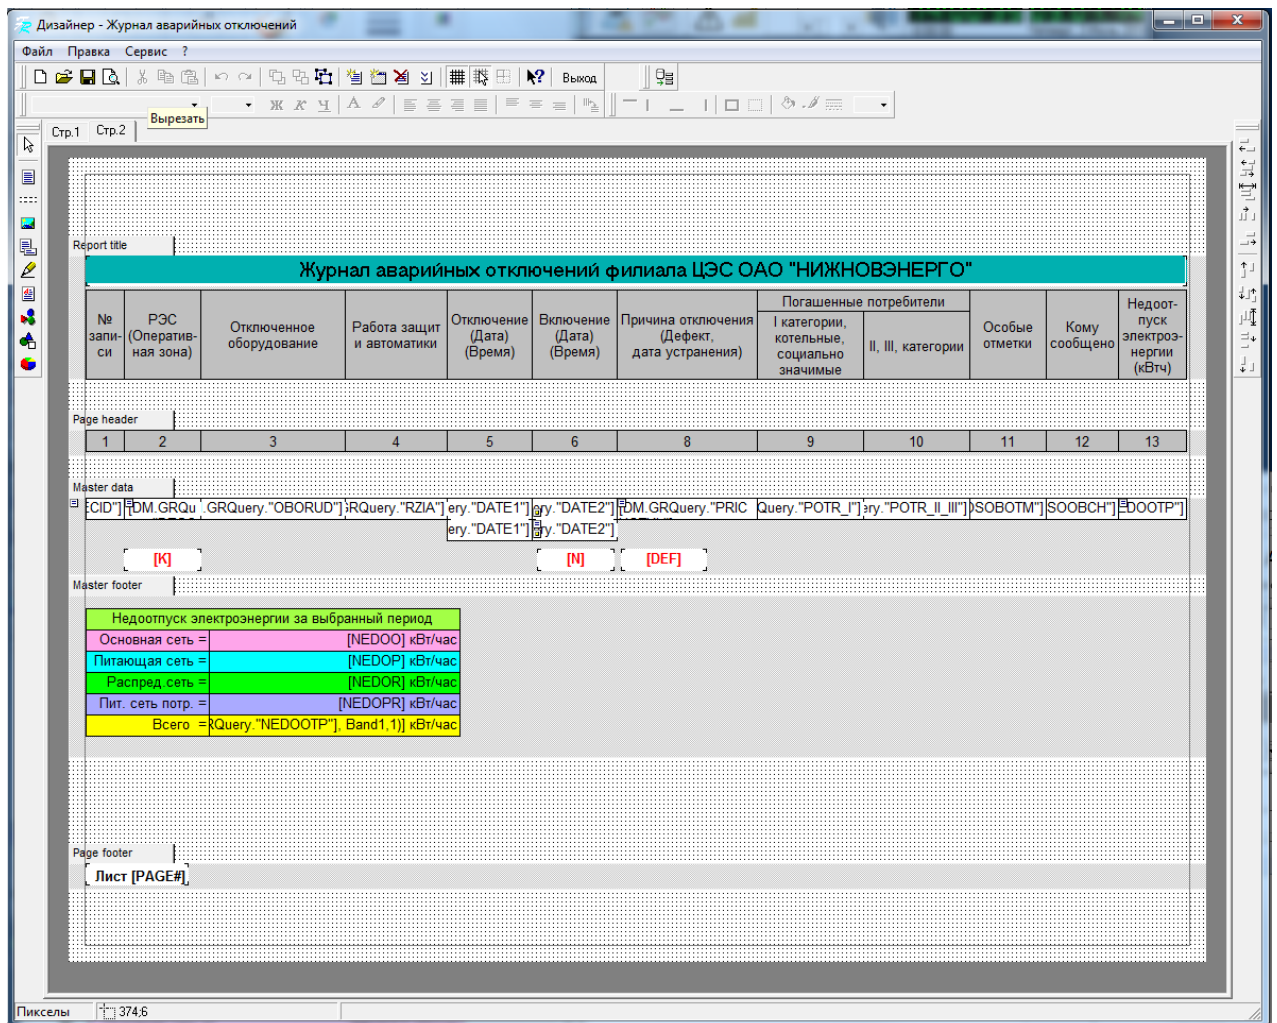 Дизайнер - Журнал аварийных отключений
Файл Правка Сервис ?
Выход
Ж К Ч А
Вырезать
Стр.1 Стр.2
Report title
Журнал аварийных отключений филиала ЦЭС ОАО "НИЖНОВЭНЕРГО"
№ запи-си
РЭС (Оператив-ная зона)
Отключенное оборудование
Работа защит и автоматики
Отключение (Дата) (Время)
Включение (Дата) (Время)
Причина отключения (Дефект, дата устранения)
Погашенные потребители
I категории, котельные, социально значимые
II, III, категории
Особые отметки
Кому сообщено
Недоот-пуск электроэ-нергии (кВтч)
Page header
1 2 3 4 5 6 8 9 10 11 12 13
Master data
CID"] [DM.GRQu .GRQuery."OBORUD"] GRQuery."RZIA"] ery."DATE1"] ery."DATE2"] [DM.GRQuery."PRIC Query."POTR_I"] ery."POTR_II_III"] OSOBOTM"] SOOBCH"] DOOTP"]
ery."DATE1"] ry."DATE2"]
[K] [N] [DEF]
Master footer
Недоотпуск электроэнергии за выбранный период
Основная сеть = [NEDOO] кВт/час
Питающая сеть = [NEDOP] кВт/час
Распред.сеть = [NEDOR] кВт/час
Пит. сеть потр. = [NEDOPR] кВт/час
Всего = RQuery."NEDOOTP"], Band1,1)] кВт/час
Page footer
Лист [PAGE#]
Пикселы 374;6